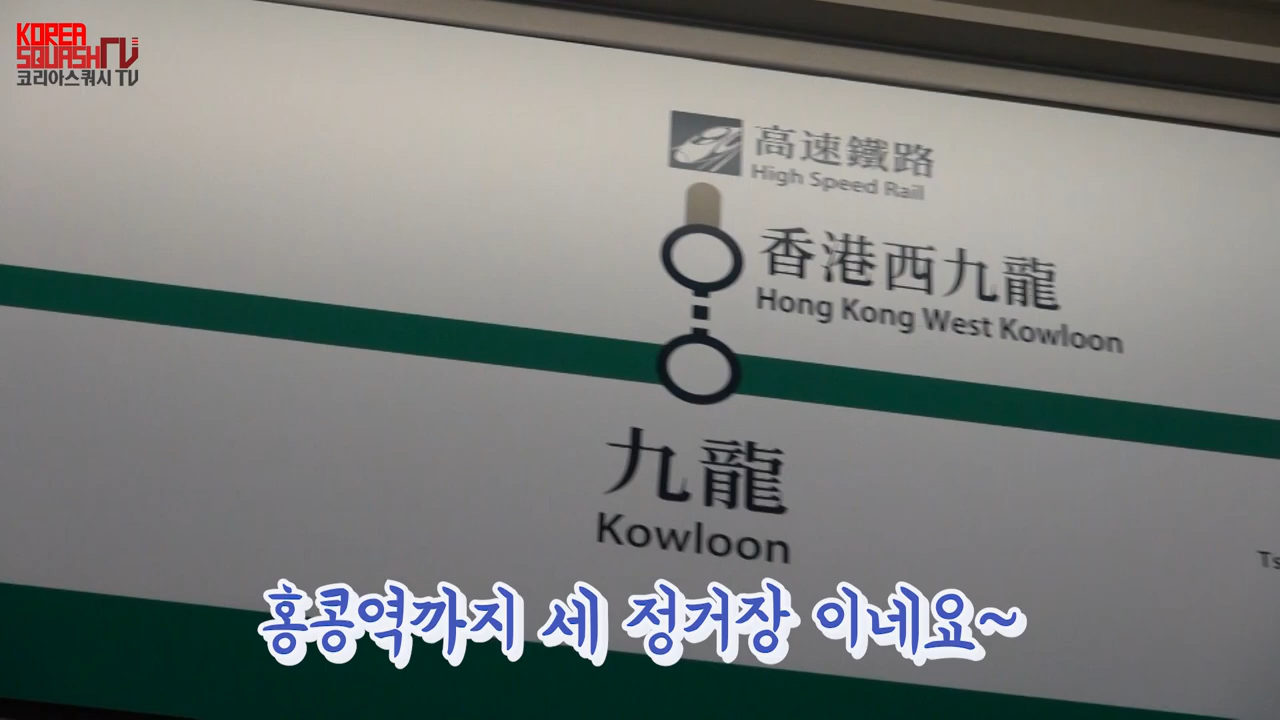 KOREA
SQUASHTV
코리아스쿼시 TV
高速鐵路
High Speed Rail
香港西九龍
Hong Kong West Kowloon
九龍
Kowloon
Ts
홍콩역까지 세 정거장 이네요~